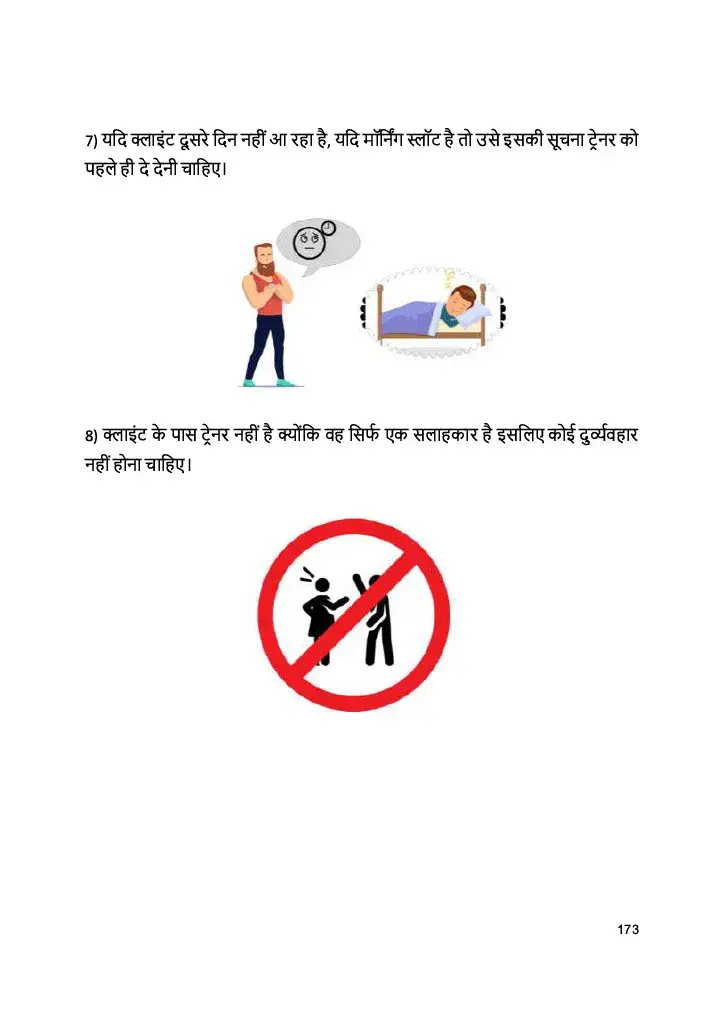 7) यदि क्लाइंट दूसरे दिन नहीं आ रहा है, यदि मॉर्निंग स्लॉट है तो उसे इसकी सूचना ट्रेनर को
पहले ही दे देनी चाहिए।
8) क्लाइंट के पास ट्रेनर नहीं है क्योंकि वह सिर्फ एक सलाहकार है इसलिए कोई दुर्व्यवहार
नहीं होना चाहिए।
173